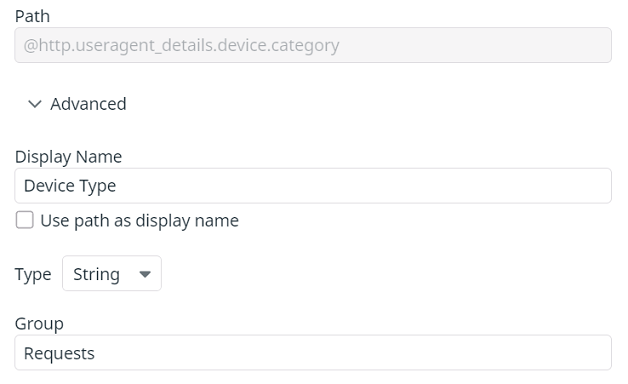 Path
@http.useragent_details.device.category
Advanced
Display Name
Device Type
Use path as display name
Type String
Group
Requests